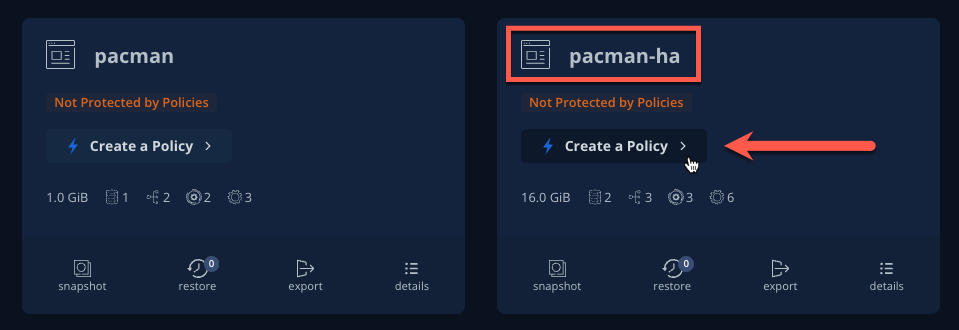 pacman
Not Protected by Policies
Create a Policy
1.0 GiB 1 2 2 3
snapshot restore 0 export details
pacman-ha
Not Protected by Policies
Create a Policy
16.0 GiB 2 3 3 6
snapshot restore 0 export details